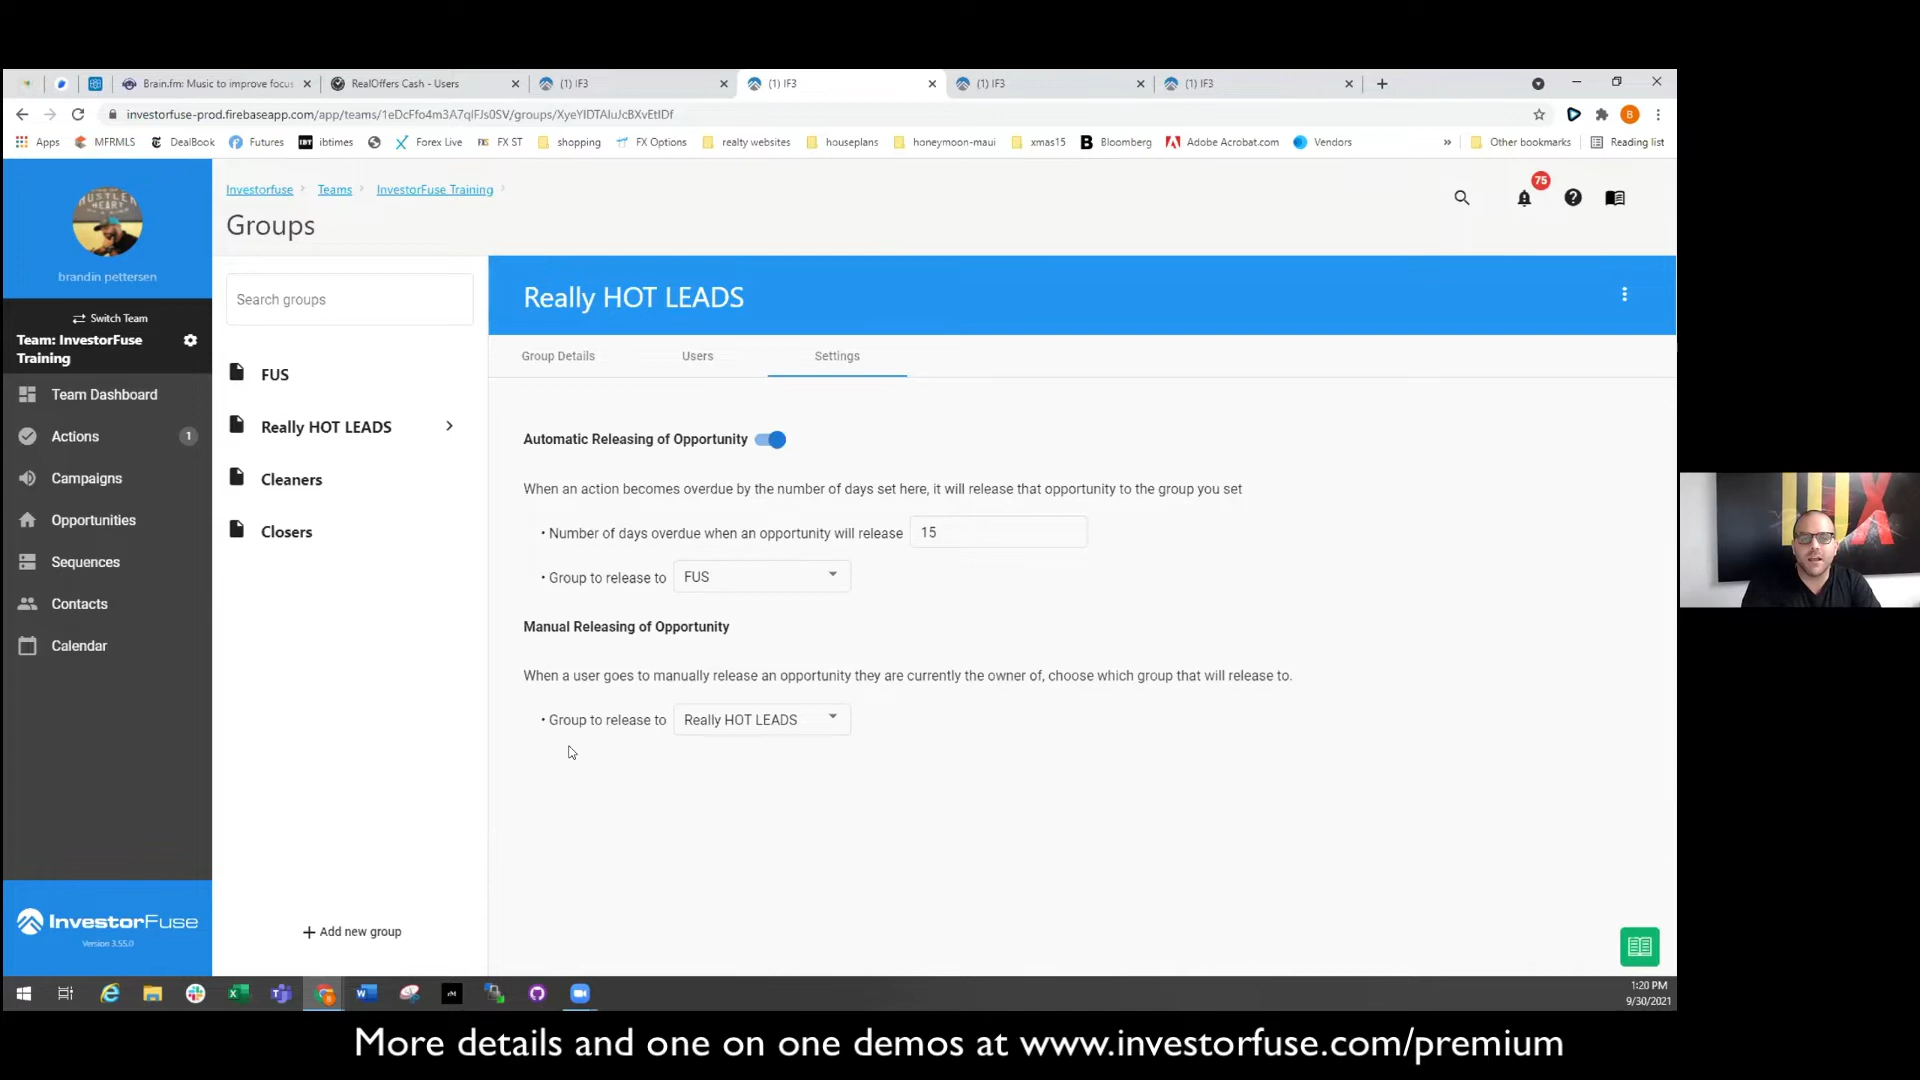 Brain.fm: Music to improve focus
RealOffers Cash - Users
(1) IF3
(1) IF3
(1) IF3
(1) IF3
investorfuse-prod.firebaseapp.com/app/teams/1eDcFfo4m3A7qlFJs0SV/groups/XyeYIDTAIuJcBXvEtIDf
B
Apps
MFRMLS
DealBook
Futures
IBT
ibtimes
Forex Live
FX ST
shopping
FX Options
realty websites
houseplans
honeymoon-maui
xmas15
Bloomberg
Adobe Acrobat.com
Vendors
»
Other bookmarks
Reading list
brandin pettersen
Switch Team
Team: InvestorFuse
Training
Team Dashboard
Actions
1
Campaigns
Opportunities
Sequences
Contacts
Calendar
InvestorFuse
Version 3.55.0
Investorfuse
Teams
InvestorFuse Training
75
Groups
Search groups
FUS
Really HOT LEADS
Cleaners
Closers
+ Add new group
Really HOT LEADS
Group Details
Users
Settings
Automatic Releasing of Opportunity
When an action becomes overdue by the number of days set here, it will release that opportunity to the group you set
• Number of days overdue when an opportunity will release
15
• Group to release to
FUS
Manual Releasing of Opportunity
When a user goes to manually release an opportunity they are currently the owner of, choose which group that will release to.
• Group to release to
Really HOT LEADS
1:20 PM
9/30/2021
More details and one on one demos at www.investorfuse.com/premium